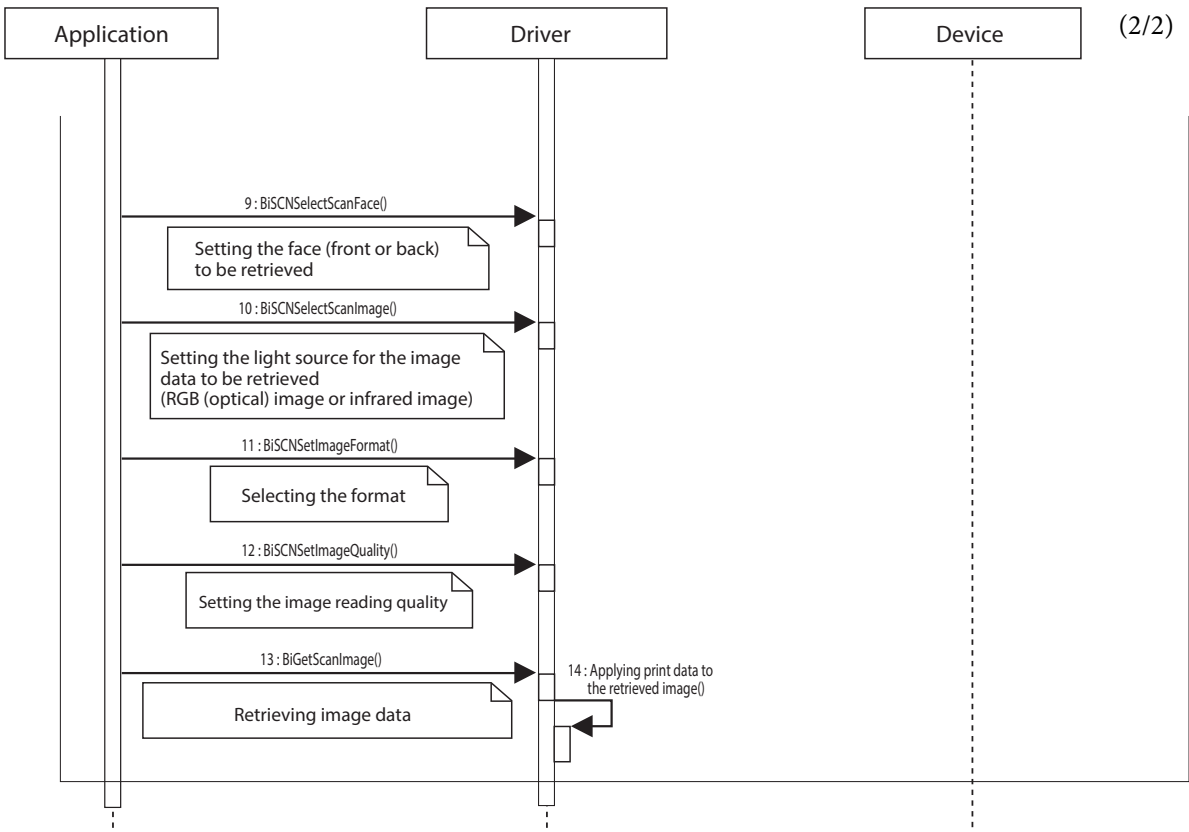 Application
Driver
Device
(2/2)
9 : BiSCNSelectScanFace()
Setting the face (front or back)
to be retrieved
10 : BiSCNSelectScanImage()
Setting the light source for the image
data to be retrieved
(RGB (optical) image or infrared image)
11 : BiSCNSetImageFormat()
Selecting the format
12 : BiSCNSetImageQuality()
Setting the image reading quality
13 : BiGetScanImage()
14 : Applying print data to
the retrieved image()
Retrieving image data